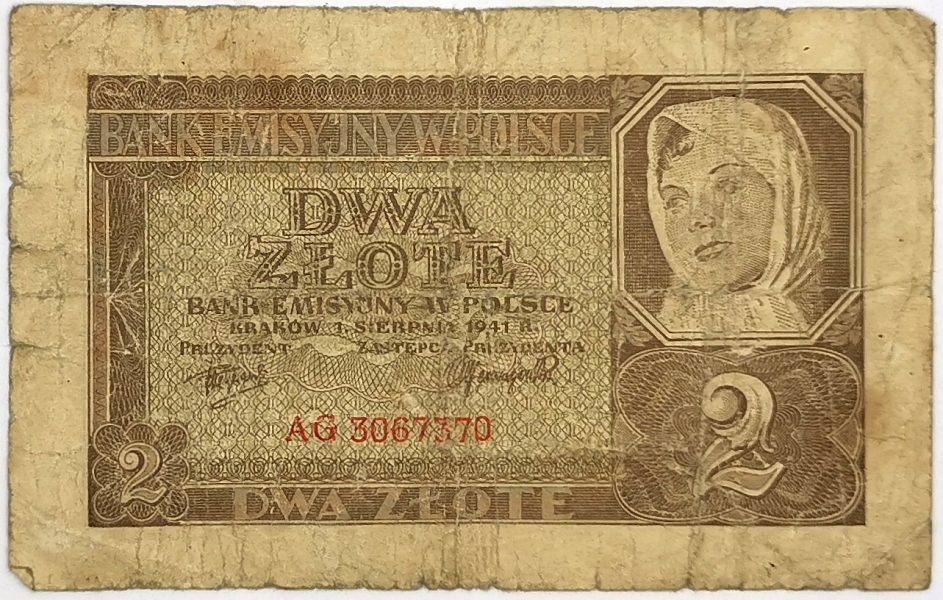 BANK EMISYJNY W POLSCE
DWA
ZŁOTE
BANK EMISYJNY W POLSCE
KRAKÓW 1. SIERPNIA 1941 R.
PREZYDENT ZASTĘPCA PREZYDENTA
AG 3067370
2
2
DWA ZŁOTE